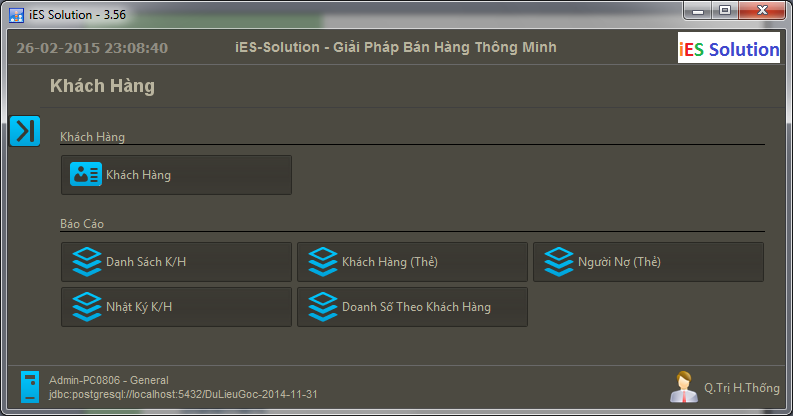 iES Solution - 3.56
26-02-2015 23:08:40
iES-Solution - Giải Pháp Bán Hàng Thông Minh
iES Solution
Khách Hàng
Khách Hàng
Khách Hàng
Báo Cáo
Danh Sách K/H
Khách Hàng (Thẻ)
Người Nợ (Thẻ)
Nhật Ký K/H
Doanh Số Theo Khách Hàng
Admin-PC0806 - General
jdbc:postgresql://localhost:5432/DuLieuGoc-2014-11-31
Q.Trị H.Thống